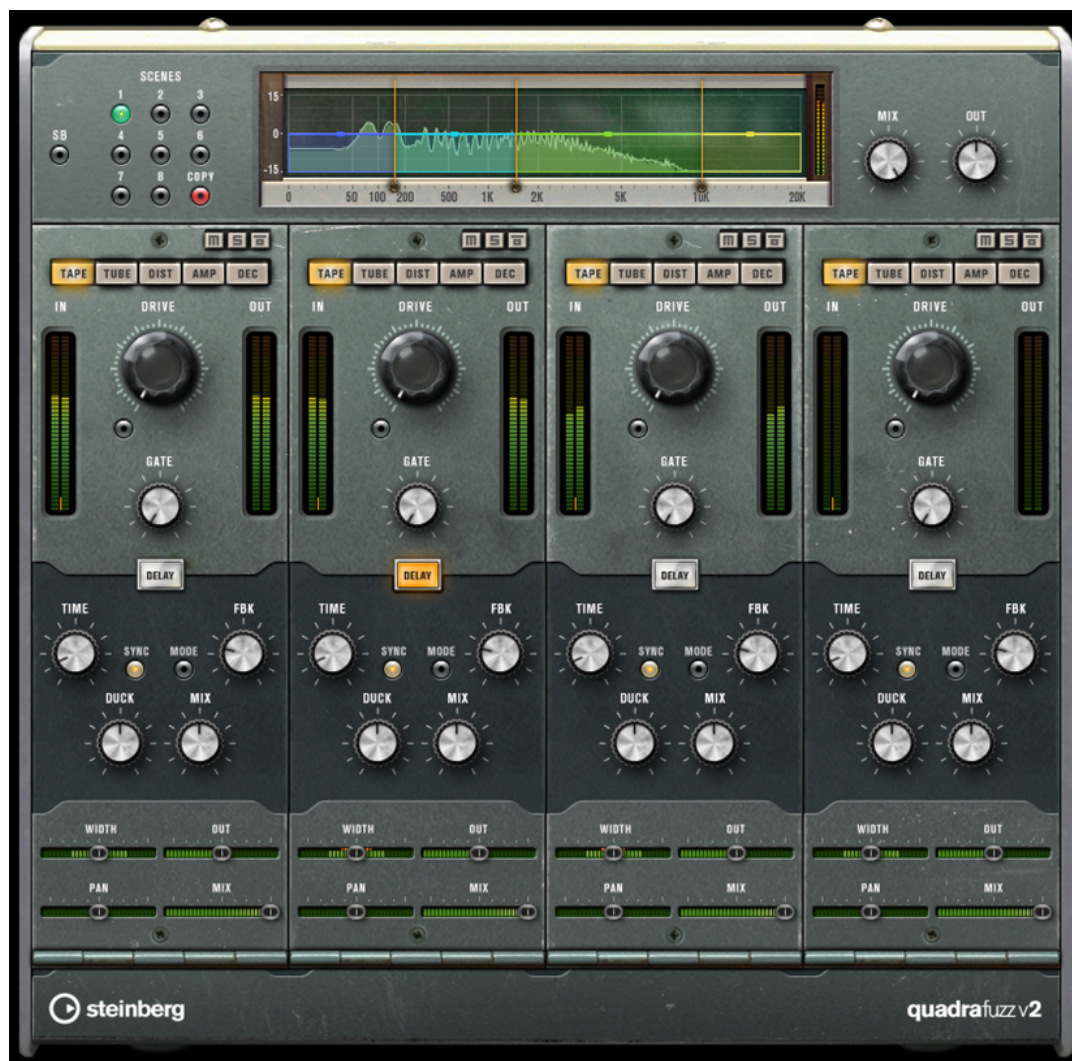 SCENES
1 2 3
SB 4 5 6
7 8 COPY
15
0
-15
0 50 100 200 500 1K 2K 5K 10K 20K
MIX OUT
M S M S M S M S
TAPE TUBE DIST AMP DEC TAPE TUBE DIST AMP DEC TAPE TUBE DIST AMP DEC TAPE TUBE DIST AMP DEC
IN DRIVE OUT IN DRIVE OUT IN DRIVE OUT IN DRIVE OUT
GATE GATE GATE GATE
DELAY DELAY DELAY DELAY
TIME FBK TIME FBK TIME FBK TIME FBK
SYNC MODE SYNC MODE SYNC MODE SYNC MODE
DUCK MIX DUCK MIX DUCK MIX DUCK MIX
WIDTH OUT WIDTH OUT WIDTH OUT WIDTH OUT
PAN MIX PAN MIX PAN MIX PAN MIX
steinberg quadrafuzz v2